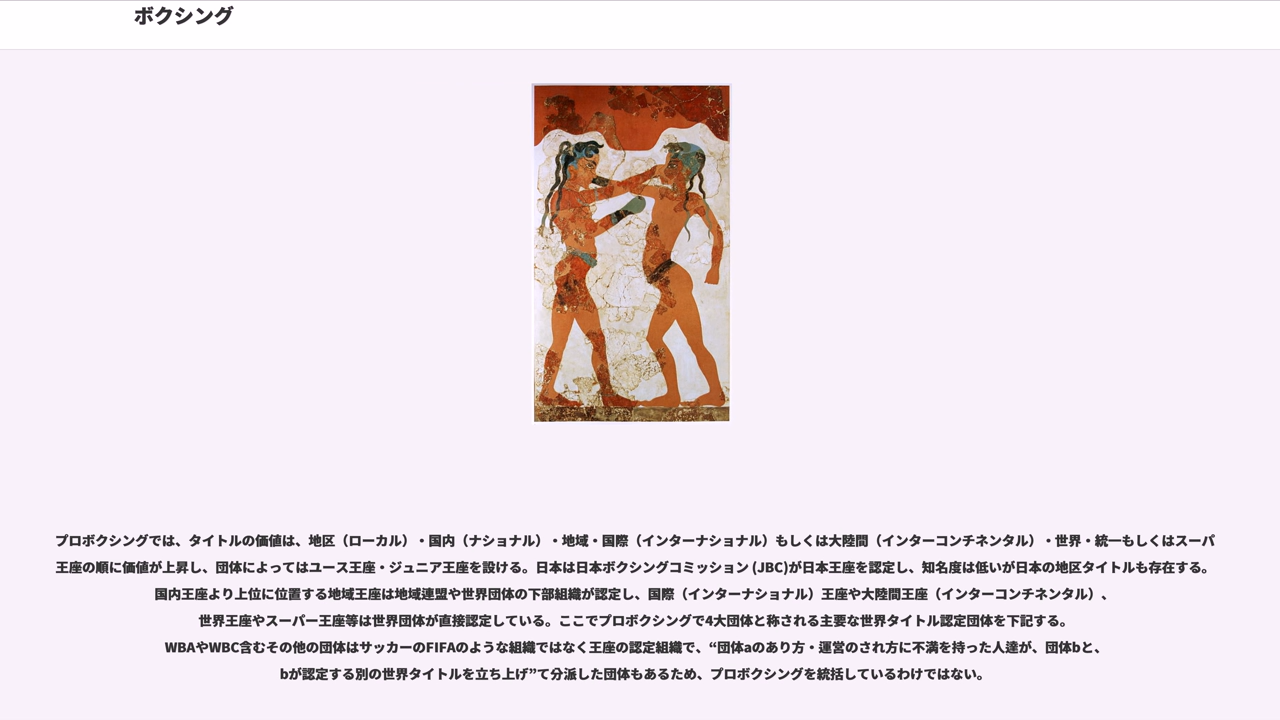 ボクシング
プロボクシングでは、タイトルの価値は、地区（ローカル）・国内（ナショナル）・地域・国際（インターナショナル）もしくは大陸間（インターコンチネンタル）・世界・統一もしくはスーパ
王座の順に価値が上昇し、団体によってはユース王座・ジュニア王座を設ける。日本は日本ボクシングコミッション (JBC)が日本王座を認定し、知名度は低いが日本の地区タイトルも存在する。
国内王座より上位に位置する地域王座は地域連盟や世界団体の下部組織が認定し、国際（インターナショナル）王座や大陸間王座（インターコンチネンタル）、
世界王座やスーパー王座等は世界団体が直接認定している。ここでプロボクシングで4大団体と称される主要な世界タイトル認定団体を下記する。
WBAやWBC含むその他の団体はサッカーのFIFAのような組織ではなく王座の認定組織で、“団体aのあり方・運営のされ方に不満を持った人達が、団体bと、
bが認定する別の世界タイトルを立ち上げ”て分派した団体もあるため、プロボクシングを統括しているわけではない。